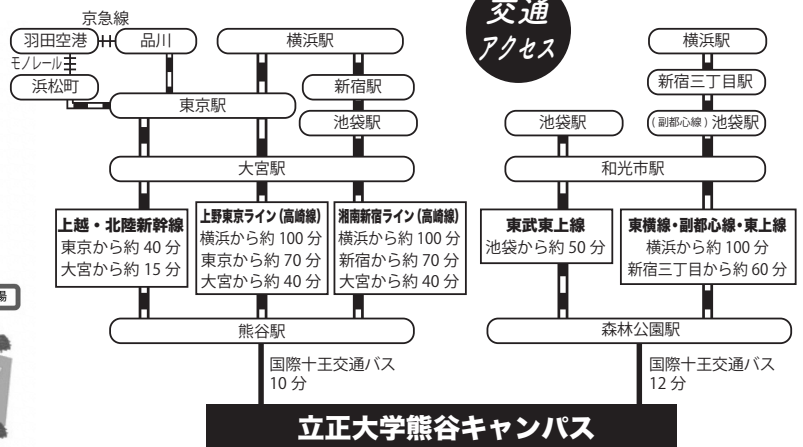 交通
アクセス
京急線
羽田空港
品川
モノレール
浜松町
東京駅
横浜駅
新宿駅
池袋駅
大宮駅
上越・北陸新幹線
東京から約 40 分
大宮から約 15 分
上野東京ライン(高崎線)
横浜から約 100 分
東京から約 70 分
大宮から約 40 分
湘南新宿ライン(高崎線)
横浜から約 100 分
新宿から約 70 分
大宮から約 40 分
熊谷駅
国際十王交通バス
10 分
横浜駅
新宿三丁目駅
(副都心線)池袋駅
池袋駅
和光市駅
東武東上線
池袋から約 50 分
東横線・副都心線・東上線
横浜から約 100 分
新宿三丁目から約 60 分
森林公園駅
国際十王交通バス
12 分
立正大学熊谷キャンパス
場